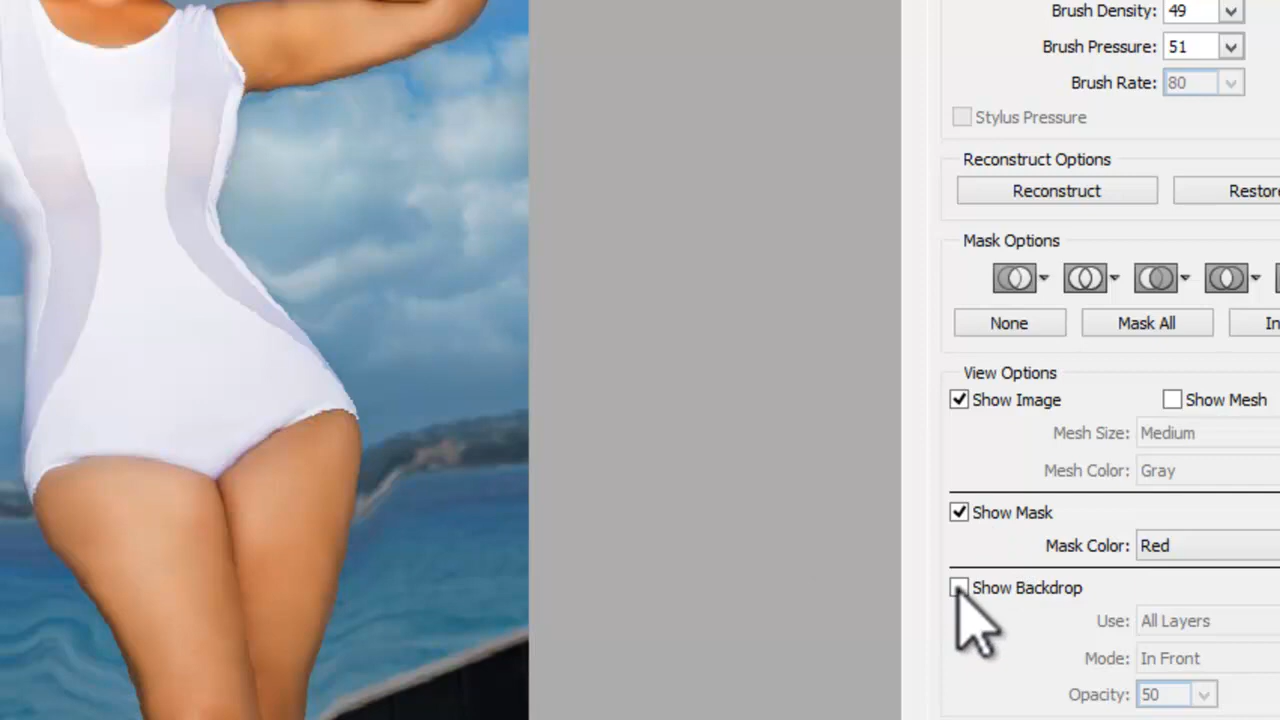 Brush Density: 49
Brush Pressure: 51
Brush Rate: 80
Stylus Pressure
Reconstruct Options
Reconstruct Restore
Mask Options
None Mask All In
View Options
Show Image Show Mesh
Mesh Size: Medium
Mesh Color: Gray
Show Mask
Mask Color: Red
Show Backdrop
Use: All Layers
Mode: In Front
Opacity: 50